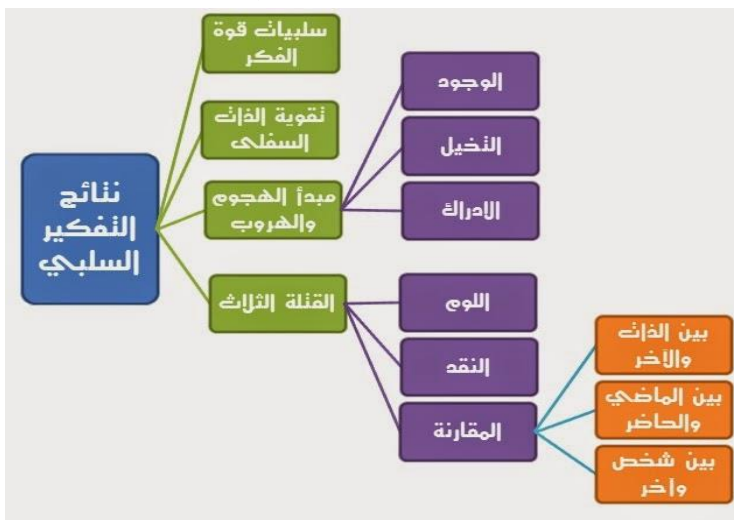 نتائج
التفكير
السلبي
سلبيات قوة
الفكر
تقوية الذات
السفلى
مبدأ الهجوم
والهروب
الوجود
التخيل
الادراك
القتلة الثلاث
اللوم
النقد
المقارنة
بين الذات
والآخر
بين الماضي
والحاضر
بين شخص
وآخر